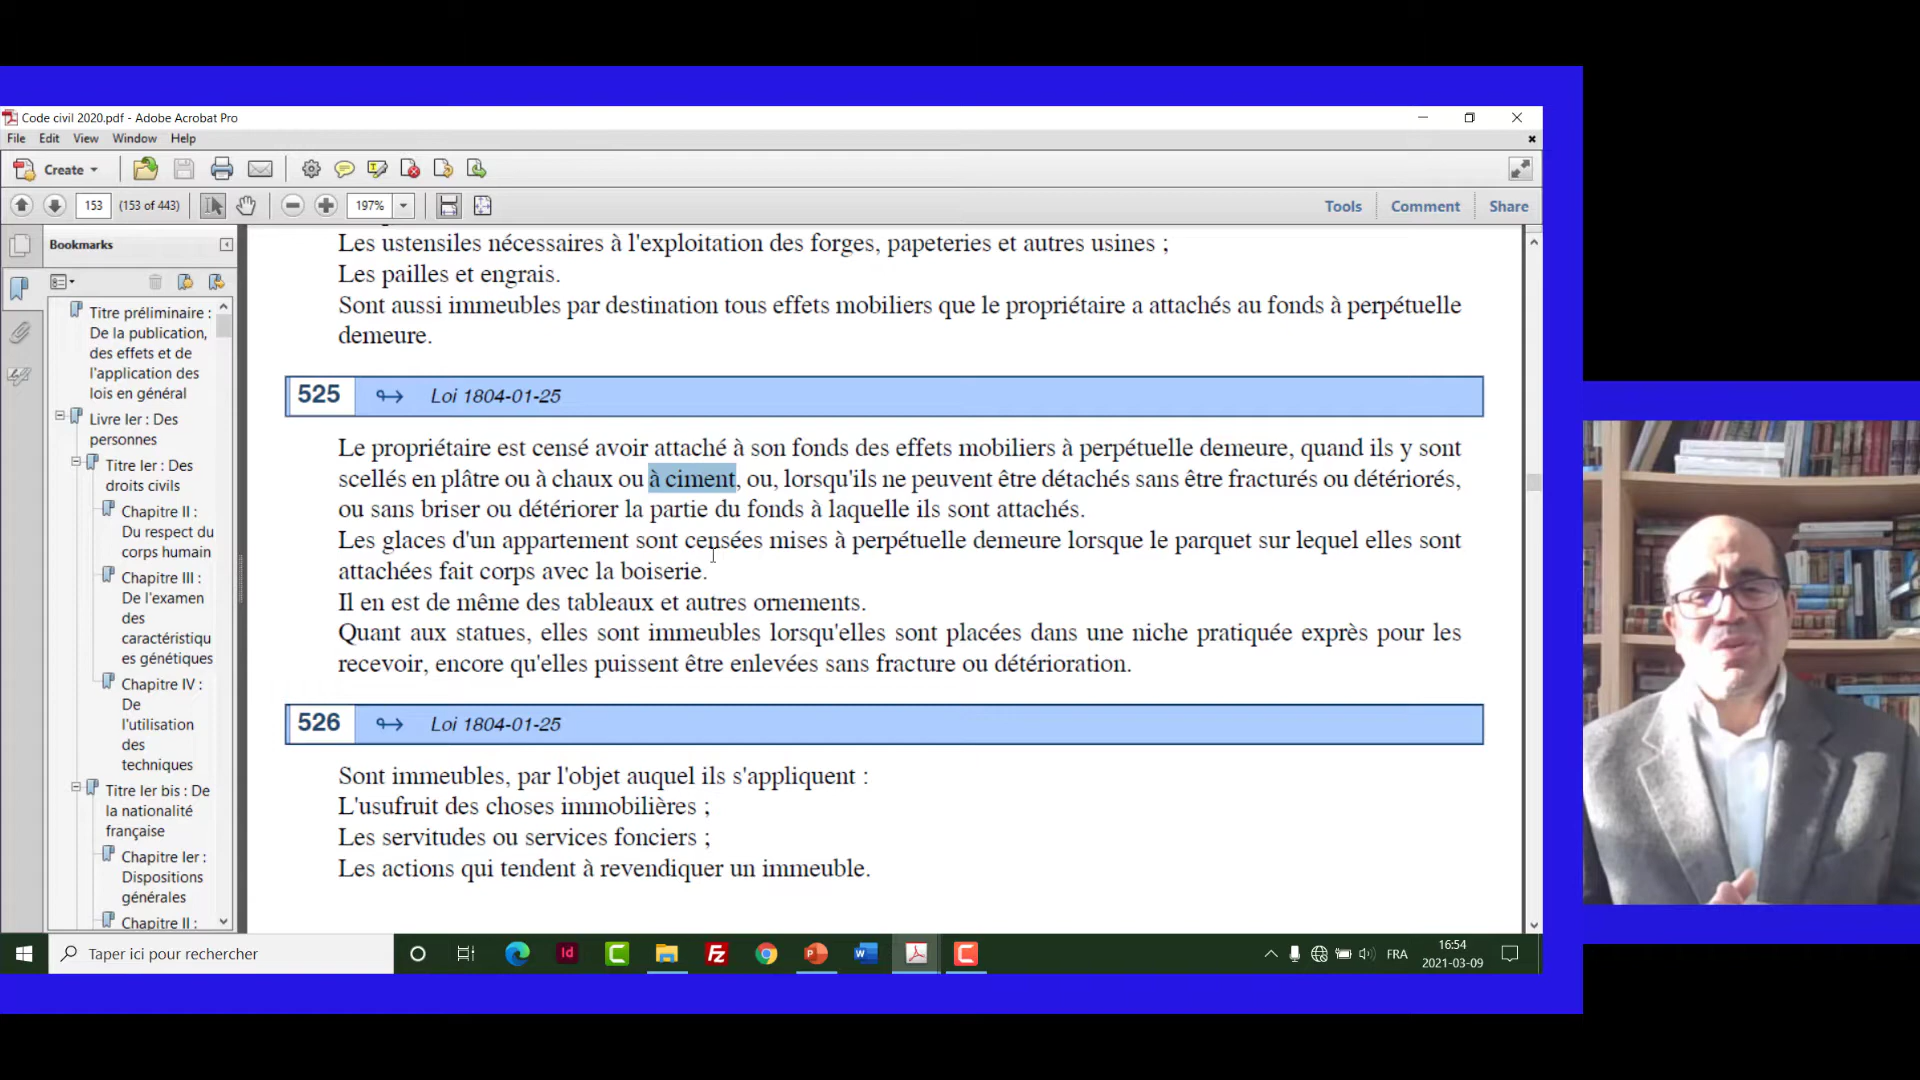 Code civil 2020.pdf - Adobe Acrobat Pro
File Edit View Window Help
Create
153 (153 of 443) 197% Tools Comment Share
Bookmarks
Titre préliminaire :
De la publication,
des effets et de
l'application des
lois en général
Livre Ier : Des
personnes
Titre Ier : Des
droits civils
Chapitre II :
Du respect du
corps humain
Chapitre III :
De l'examen
des
caractéristiqu
es génétiques
Chapitre IV :
De
l'utilisation
des
techniques
Titre Ier bis : De
la nationalité
française
Chapitre Ier :
Dispositions
générales
Chapitre II :
Les ustensiles nécessaires à l'exploitation des forges, papeteries et autres usines ;
Les pailles et engrais.
Sont aussi immeubles par destination tous effets mobiliers que le propriétaire a attachés au fonds à perpétuelle
demeure.
525 Loi 1804-01-25
Le propriétaire est censé avoir attaché à son fonds des effets mobiliers à perpétuelle demeure, quand ils y sont
scellés en plâtre ou à chaux ou à ciment, ou, lorsqu'ils ne peuvent être détachés sans être fracturés ou détériorés,
ou sans briser ou détériorer la partie du fonds à laquelle ils sont attachés.
Les glaces d'un appartement sont censées mises à perpétuelle demeure lorsque le parquet sur lequel elles sont
attachées fait corps avec la boiserie.
Il en est de même des tableaux et autres ornements.
Quant aux statues, elles sont immeubles lorsqu'elles sont placées dans une niche pratiquée exprès pour les
recevoir, encore qu'elles puissent être enlevées sans fracture ou détérioration.
526 Loi 1804-01-25
Sont immeubles, par l'objet auquel ils s'appliquent :
L'usufruit des choses immobilières ;
Les servitudes ou services fonciers ;
Les actions qui tendent à revendiquer un immeuble.
Taper ici pour rechercher
Id
FRA
16:54
2021-03-09